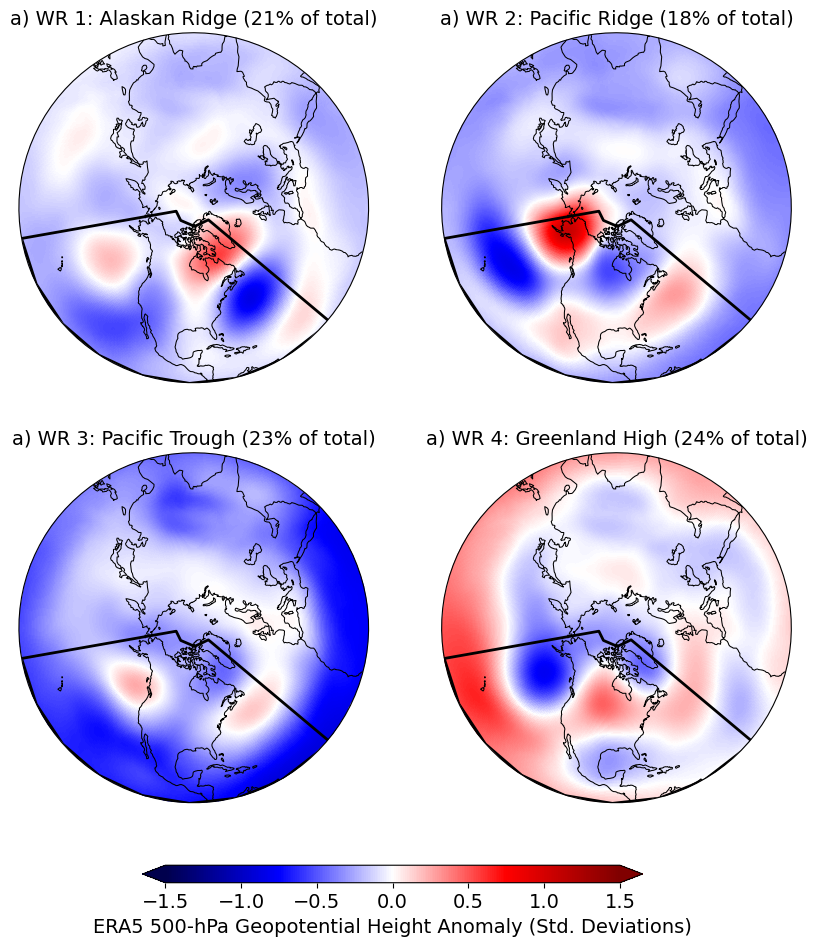 a) WR 1: Alaskan Ridge (21% of total)
a) WR 2: Pacific Ridge (18% of total)
a) WR 3: Pacific Trough (23% of total)
a) WR 4: Greenland High (24% of total)
−1.5 −1.0 −0.5 0.0 0.5 1.0 1.5
ERA5 500-hPa Geopotential Height Anomaly (Std. Deviations)